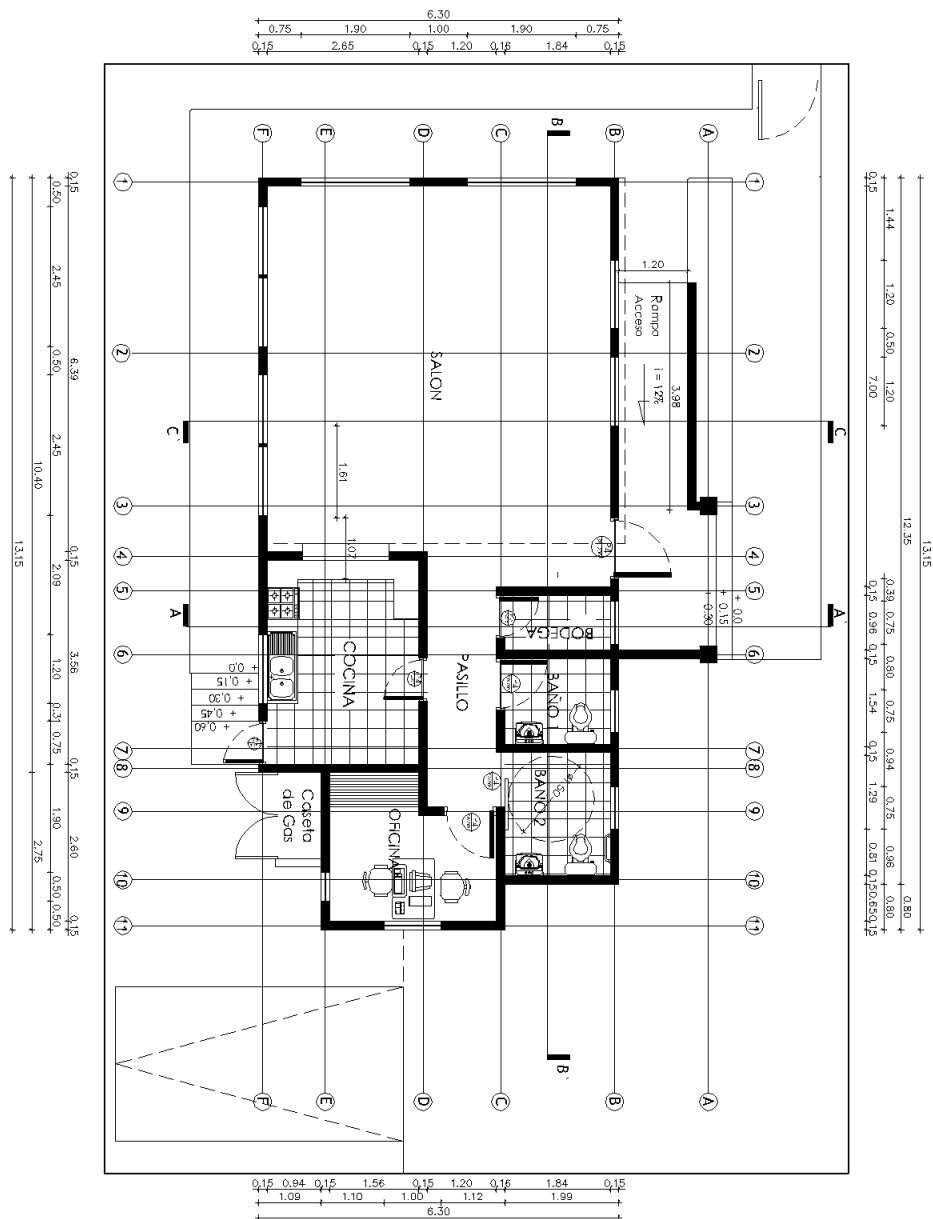 6.30
0.75 1.90 1.00 1.90 0.75
0.15 2.65 0.15 1.20 0.16 1.84 0.15
F E D C B A
B
1 1
2 2
3 3
4 4
5 5
6 6
7 7
8 8
9 9
10 10
11 11
13.15
10.40 2.75
0.50 2.45 0.50 2.45 2.09 1.20 0.31 0.75 1.90 0.50 0.50
0.15 6.39 0.15 3.56 0.15 2.60 0.15
0.15 7.00 0.15 0.96 0.15 1.54 0.15 1.29 0.81 0.15 0.65 0.15
1.44 1.20 0.50 1.20 0.39 0.75 0.80 0.75 0.94 0.75 0.96 0.80
12.35 0.80
13.15
1.20
Rampa
Acceso
i = 12%
3.98
SALON
C' C
1.61
1.07
A' A'
+ 0.0
+ 0.15
+ 0.30
BODEGA
COCINA
PASILLO
BAÑO 1
+ 0.0
+ 0.15
+ 0.30
+ 0.45
+ 0.60
BAÑO 2
ø1.50
Caseta
de Gas
OFICINA
B'
F E D C B A
0.15 0.94 0.15 1.56 0.15 1.20 0.16 1.84 0.15
1.09 1.10 1.00 1.12 1.99
6.30